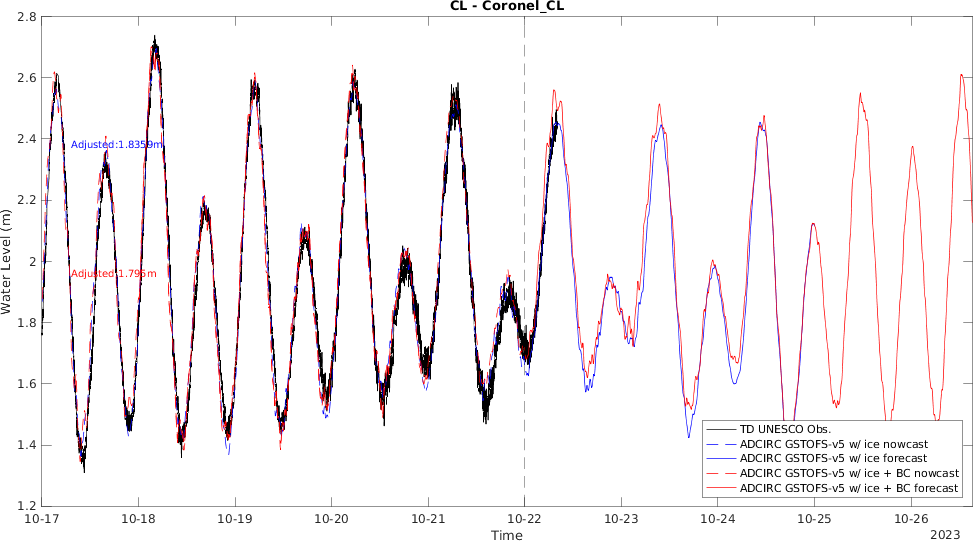 CL - Coronel_CL
2.8
2.6
2.4
2.2
2
1.8
1.6
1.4
1.2
Water Level (m)
Adjusted:1.8359m
Adjusted:1.795m
TD UNESCO Obs.
ADCIRC GSTOFS-v5 w/ ice nowcast
ADCIRC GSTOFS-v5 w/ ice forecast
ADCIRC GSTOFS-v5 w/ ice + BC nowcast
ADCIRC GSTOFS-v5 w/ ice + BC forecast
10-17 10-18 10-19 10-20 10-21 10-22 10-23 10-24 10-25 10-26
Time
2023